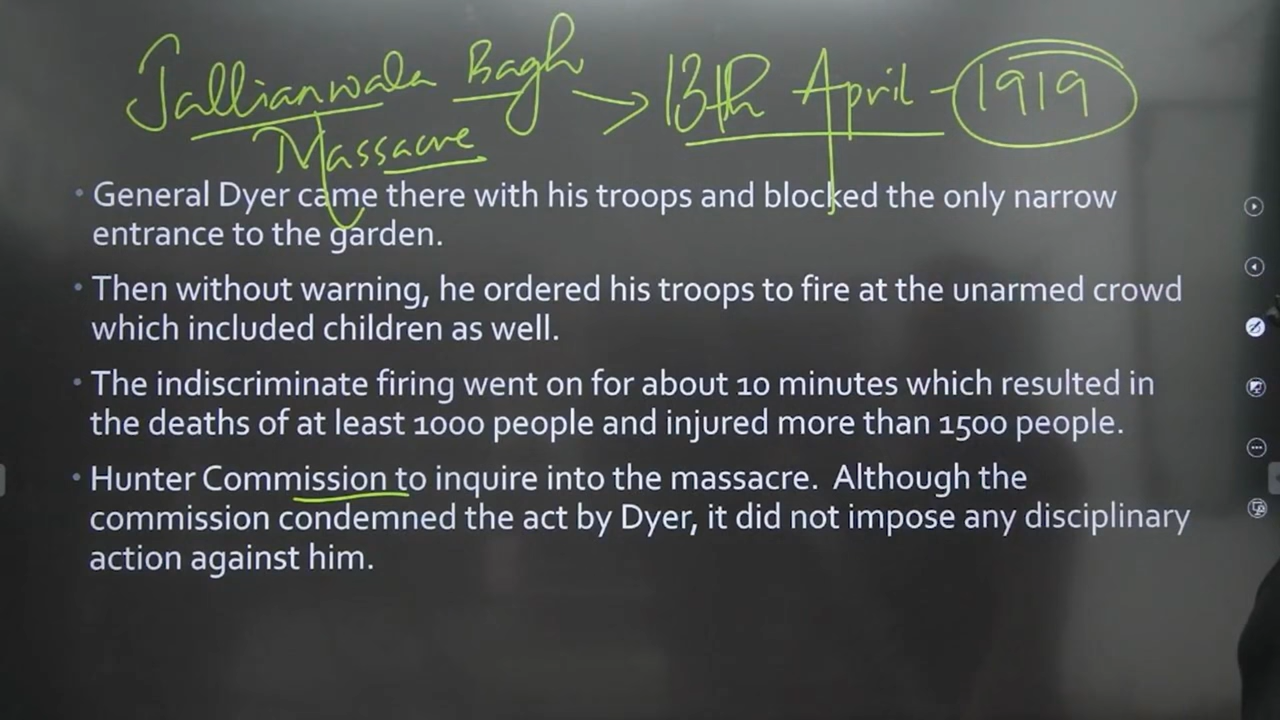 Jallianwala Bagh → 13th April - 1919
Massacre
• General Dyer came there with his troops and blocked the only narrow
entrance to the garden.
• Then without warning, he ordered his troops to fire at the unarmed crowd
which included children as well.
• The indiscriminate firing went on for about 10 minutes which resulted in
the deaths of at least 1000 people and injured more than 1500 people.
• Hunter Commission to inquire into the massacre. Although the
commission condemned the act by Dyer, it did not impose any disciplinary
action against him.